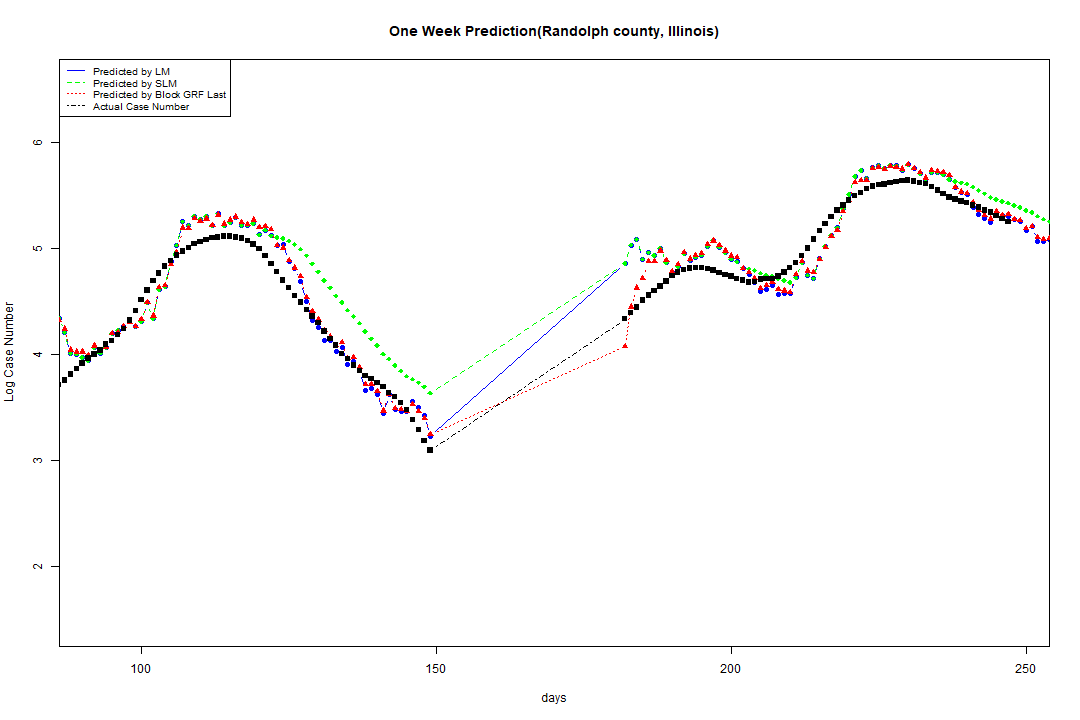 One Week Prediction(Randolph county, Illinois)
Predicted by LM
Predicted by SLM
Predicted by Block GRF Last
Actual Case Number
6
5
4
3
2
Log Case Number
100 150 200 250
days